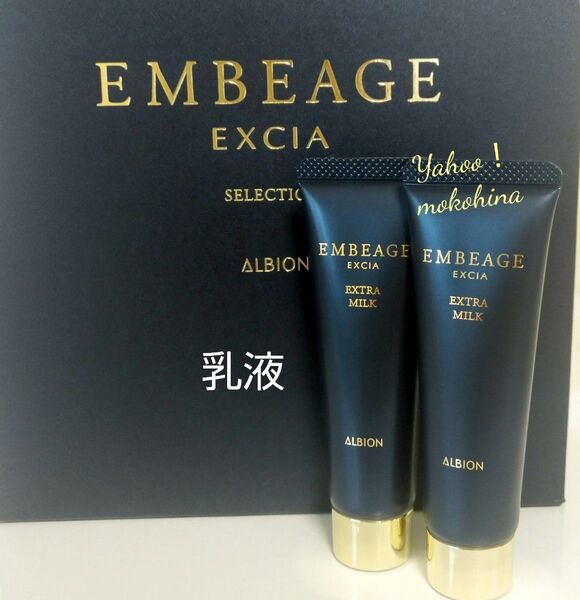 EMBEAGE
EXCIA
SELECTIO
ALBION
Yahoo!
mokohina
EMBEAGE
EXCIA
EXTRA
MILK
ALBION
EMBEAGE
EXCIA
EXTRA
MILK
ALBION
乳液